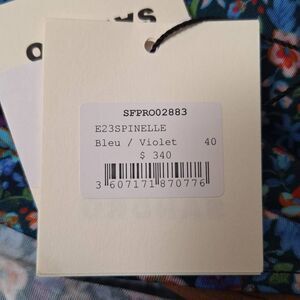 SFPRO02883
E23SPINELLE
Bleu / Violet 40
$ 340
3 607171 870776